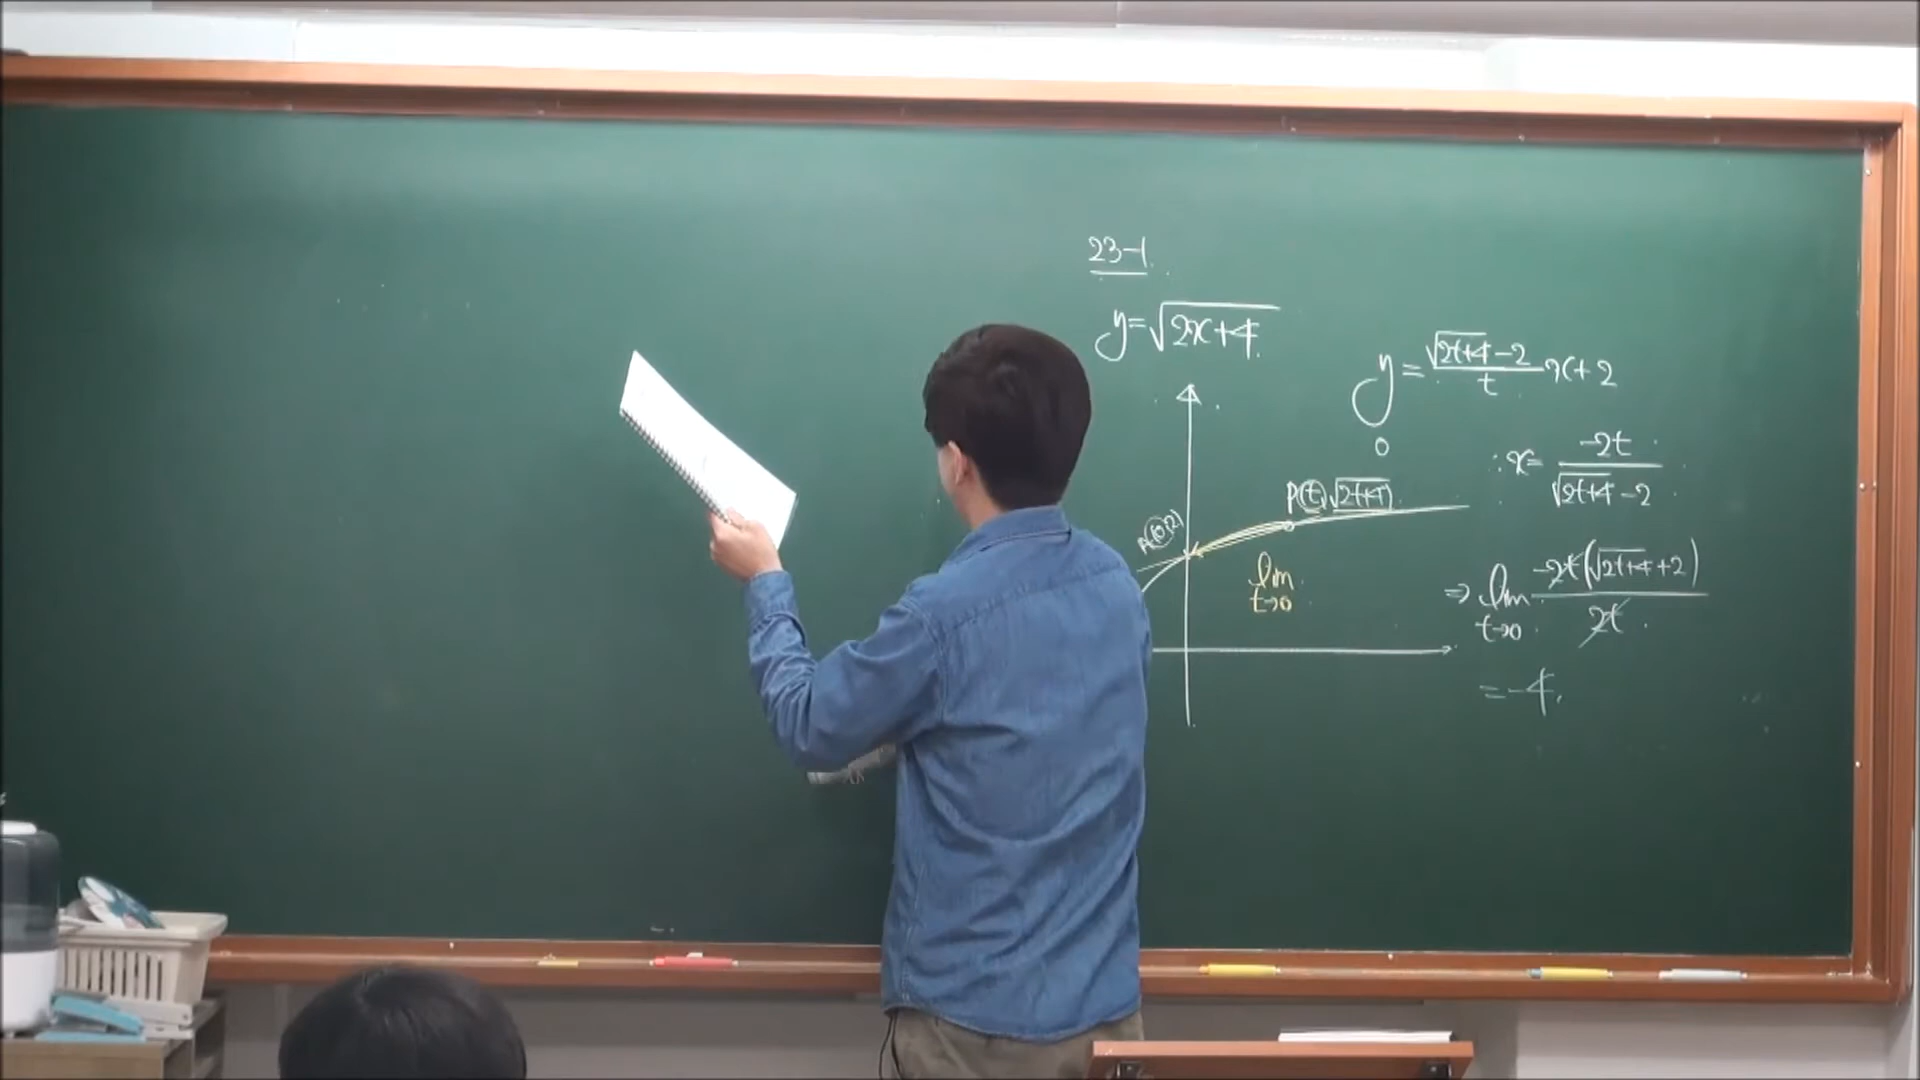 23-1
y=√(2x+4)
y = (√(2t+4) -2)/t x+2
0
∴x= -2t/(√(2t+4) -2)
P(t, √(2t+4))
A(0,2)
lim t→0
⇒ lim t→0 -2t(√(2t+4)+2)/2t
= -4.